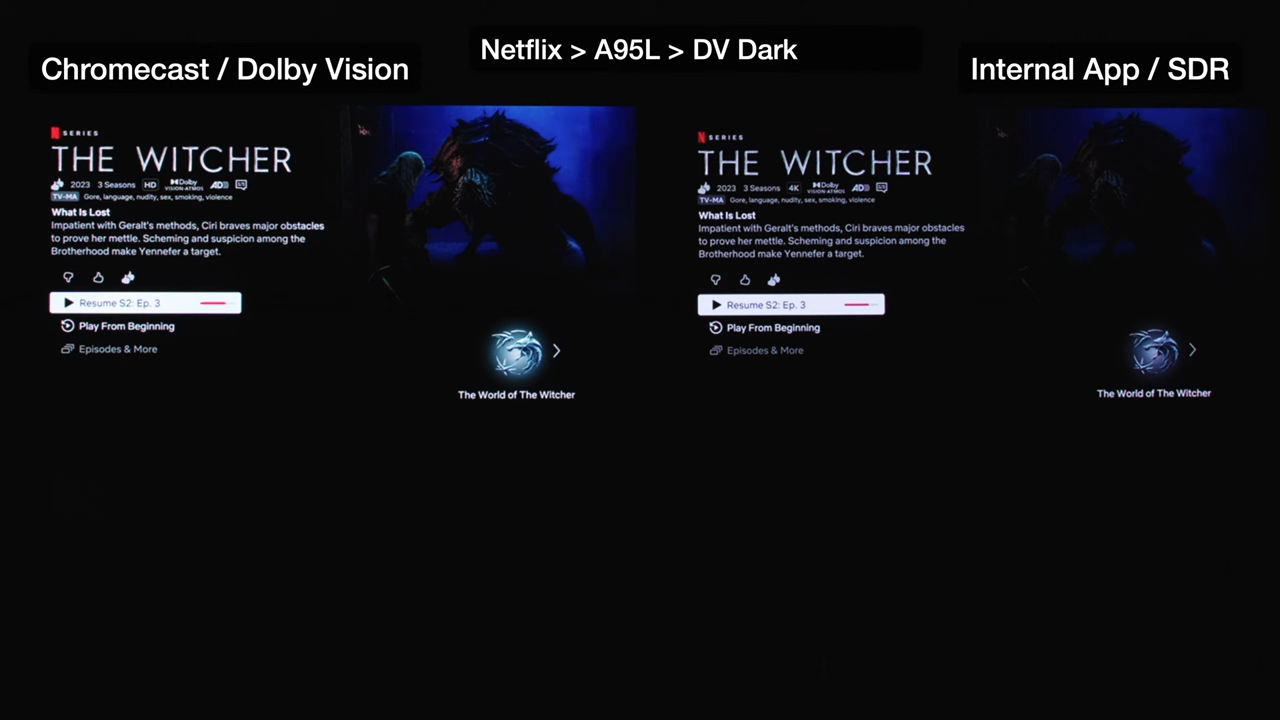 Netflix > A95L > DV Dark
Chromecast / Dolby Vision
N SERIES
THE WITCHER
2023 3 Seasons HD Dolby VISION·ATMOS AD
TV-MA Gore, language, nudity, sex, smoking, violence
What Is Lost
Impatient with Geralt's methods, Ciri braves major obstacles
to prove her mettle. Scheming and suspicion among the
Brotherhood make Yennefer a target.
Resume S2: Ep. 3
Play From Beginning
Episodes & More
The World of The Witcher
Internal App / SDR
N SERIES
THE WITCHER
2023 3 Seasons 4K Dolby VISION·ATMOS AD
TV-MA Gore, language, nudity, sex, smoking, violence
What Is Lost
Impatient with Geralt's methods, Ciri braves major obstacles
to prove her mettle. Scheming and suspicion among the
Brotherhood make Yennefer a target.
Resume S2: Ep. 3
Play From Beginning
Episodes & More
The World of The Witcher